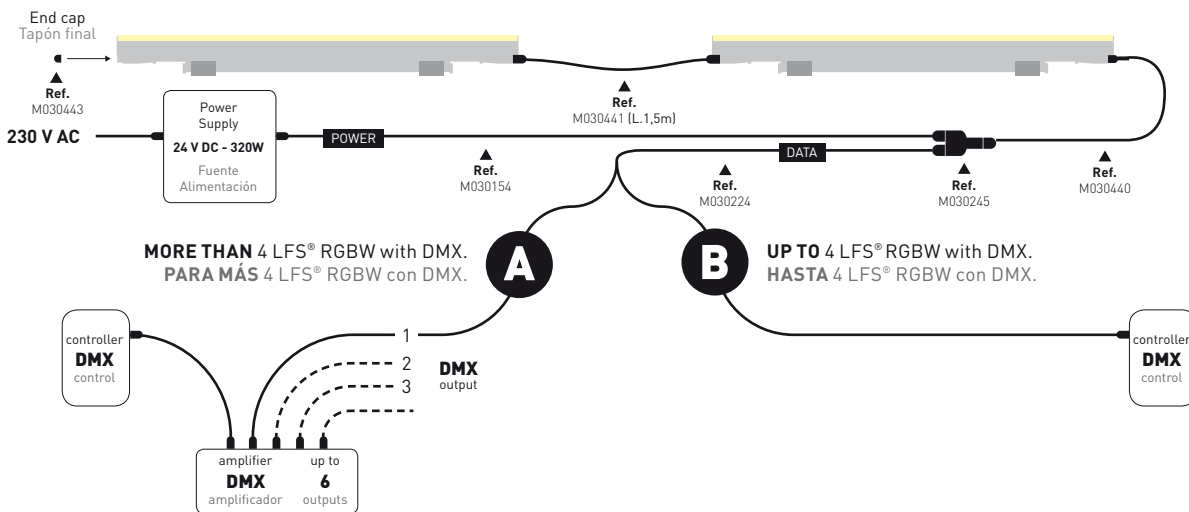 End cap
Tapón final
Ref.
M030443
Ref.
M030441 (L.1,5m)
230 V AC
Power
Supply
24 V DC - 320W
Fuente
Alimentación
POWER
DATA
Ref.
M030154
Ref.
M030224
Ref.
M030245
Ref.
M030440
MORE THAN 4 LFS® RGBW with DMX.
PARA MÁS 4 LFS® RGBW con DMX.
A
B
UP TO 4 LFS® RGBW with DMX.
HASTA 4 LFS® RGBW con DMX.
controller
DMX
control
1
2
3
DMX
output
controller
DMX
control
amplifier
DMX
amplificador
up to
6
outputs